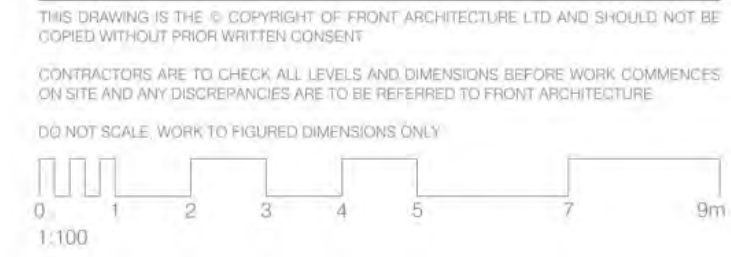 THIS DRAWING IS THE © COPYRIGHT OF FRONT ARCHITECTURE LTD AND SHOULD NOT BE
COPIED WITHOUT PRIOR WRITTEN CONSENT
CONTRACTORS ARE TO CHECK ALL LEVELS AND DIMENSIONS BEFORE WORK COMMENCES
ON SITE AND ANY DISCREPANCIES ARE TO BE REFERRED TO FRONT ARCHITECTURE
DO NOT SCALE, WORK TO FIGURED DIMENSIONS ONLY
0 1 2 3 4 5 7 9m
1:100